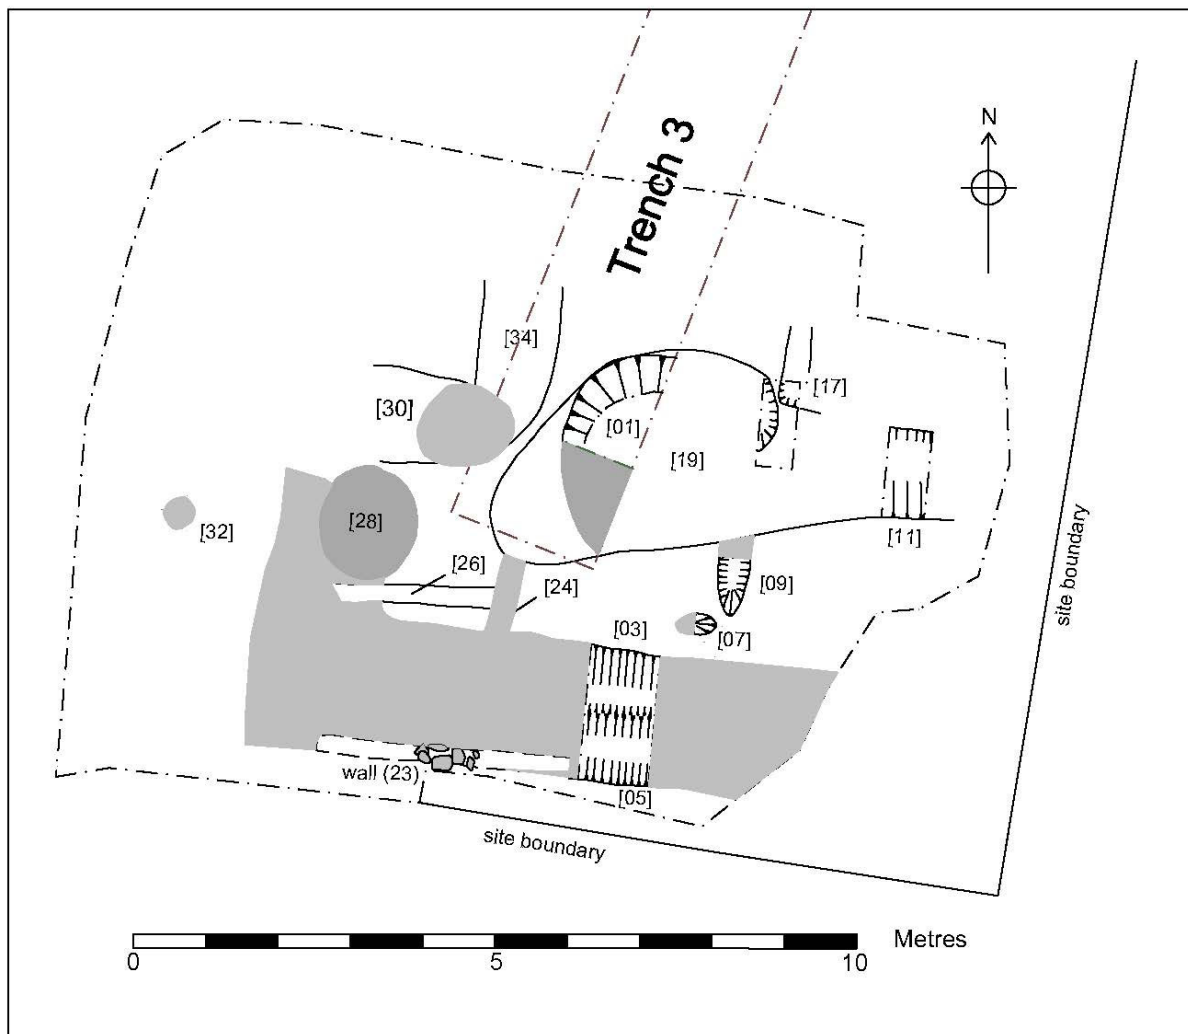 Trench 3
N
[34]
[17]
[30]
[01]
[19]
[28]
[32]
[11]
[26]
[24]
[09]
[03]
[07]
wall (23)
[05]
site boundary
site boundary
Metres
0
5
10